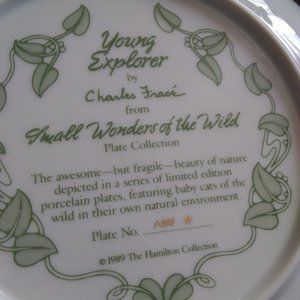 Young
Explorer
by
Charles Fracé
from
Small Wonders of the Wild
Plate Collection
The awesome—but fragile—beauty of nature
depicted in a series of limited edition
porcelain plates, featuring baby cats of the
wild in their own natural environment.
Plate No.
© 1989 The Hamilton Collection